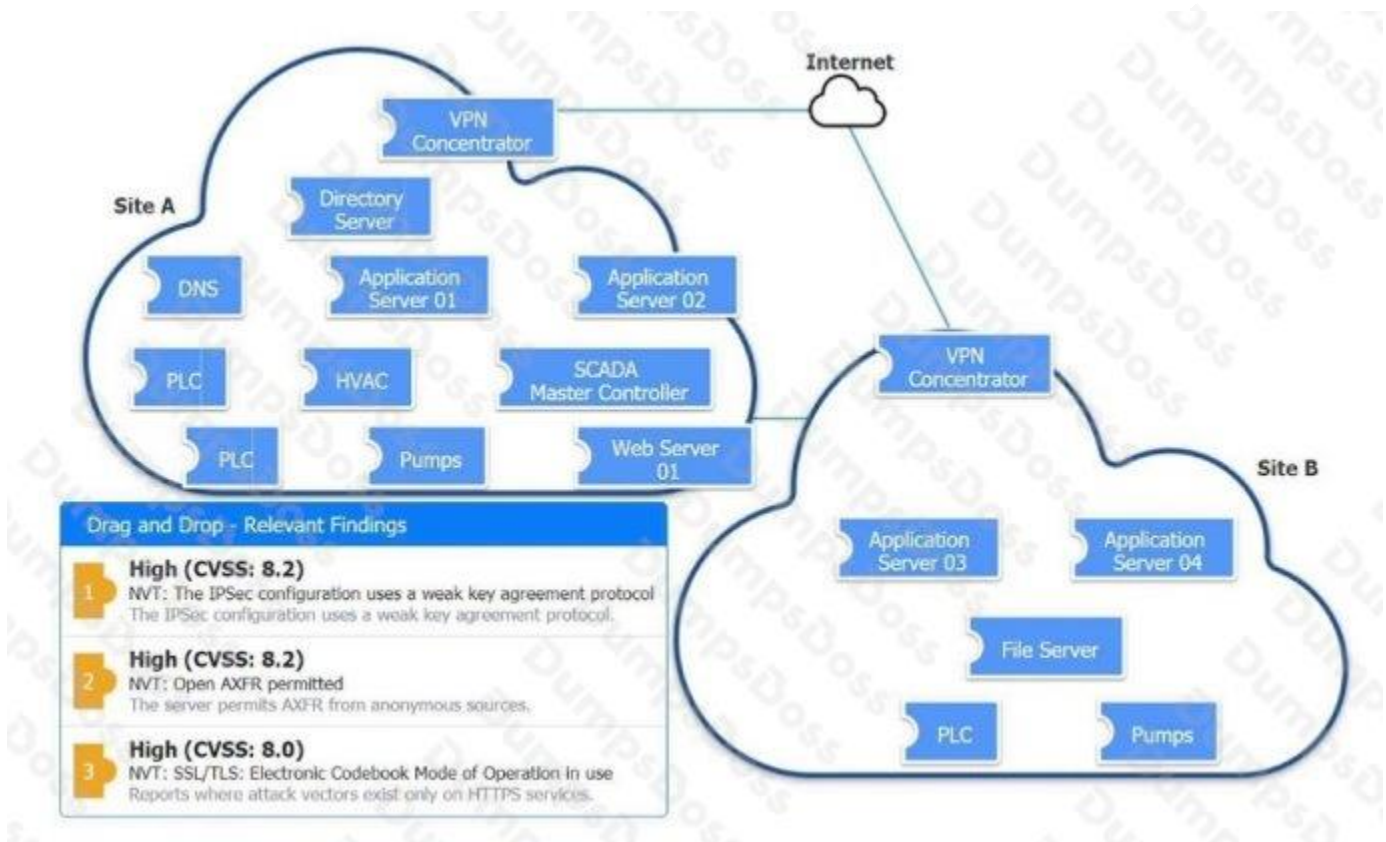 Internet
VPN
Concentrator
Site A
Directory
Server
DNS
Application
Server 01
Application
Server 02
PLC
HVAC
SCADA
Master Controller
PLC
Pumps
Web Server
01
VPN
Concentrator
Site B
Application
Server 03
Application
Server 04
File Server
PLC
Pumps
Drag and Drop - Relevant Findings
1
High (CVSS: 8.2)
NVT: The IPSec configuration uses a weak key agreement protocol
The IPSec configuration uses a weak key agreement protocol.
2
High (CVSS: 8.2)
NVT: Open AXFR permitted
The server permits AXFR from anonymous sources.
3
High (CVSS: 8.0)
NVT: SSL/TLS: Electronic Codebook Mode of Operation in use
Reports where attack vectors exist only on HTTPS services.
DumpsDoss